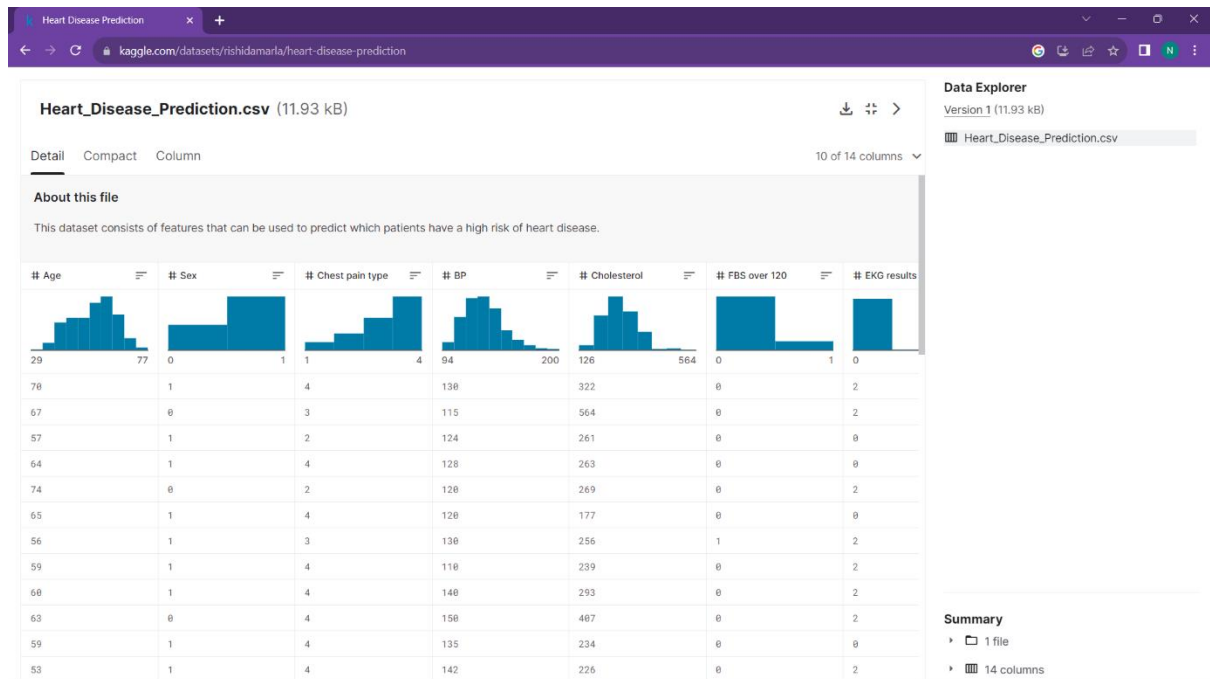 Heart Disease Prediction
kaggle.com/datasets/rishidamarla/heart-disease-prediction
N
Heart_Disease_Prediction.csv (11.93 kB)
Detail Compact Column 10 of 14 columns
About this file
This dataset consists of features that can be used to predict which patients have a high risk of heart disease.
# Age # Sex # Chest pain type # BP # Cholesterol # FBS over 120 # EKG results
29 77 0 1 1 4 94 200 126 564 0 1 0
70 1 4 130 322 0 2
67 0 3 115 564 0 2
57 1 2 124 261 0 0
64 1 4 128 263 0 0
74 0 2 120 269 0 2
65 1 4 120 177 0 0
56 1 3 130 256 1 2
59 1 4 110 239 0 2
60 1 4 140 293 0 2
63 0 4 150 407 0 2
59 1 4 135 234 0 0
53 1 4 142 226 0 2
Data Explorer
Version 1 (11.93 kB)
Heart_Disease_Prediction.csv
Summary
1 file
14 columns